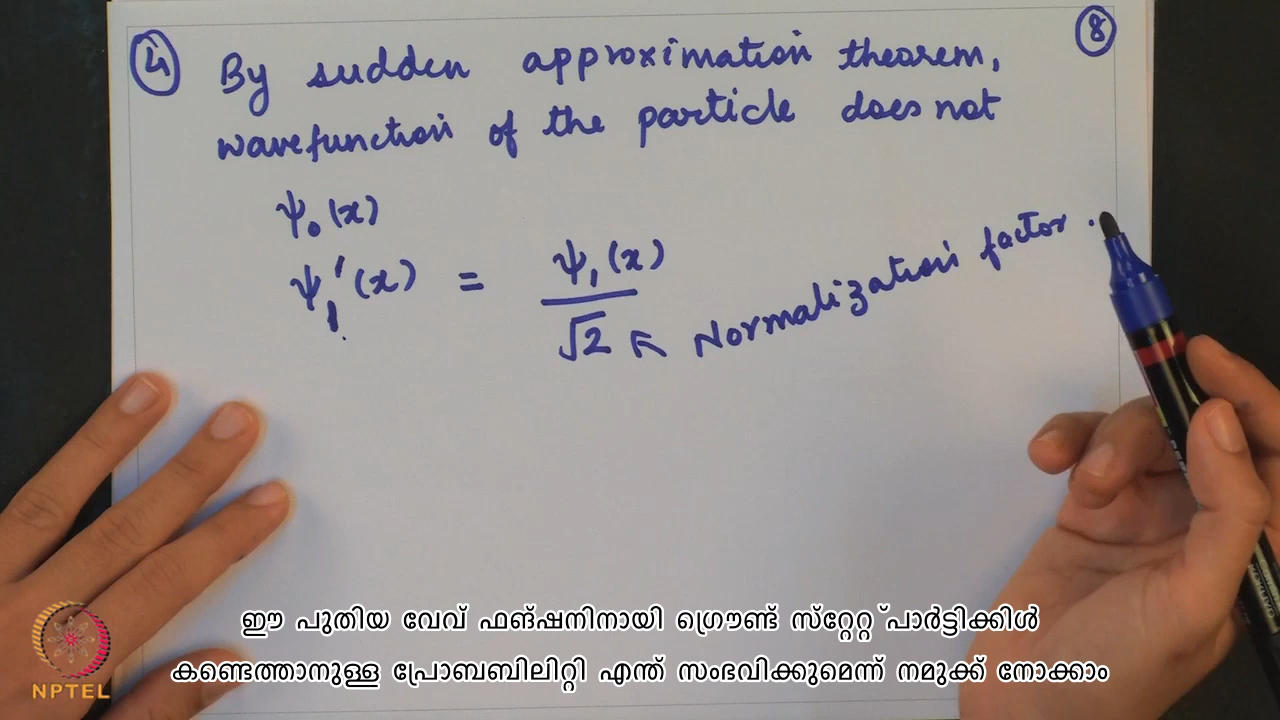 ④ By sudden approximation theorem, ⑧
wavefunction of the particle does not
ψ₀(x)
ψ₁′(x) = ψ₁(x) / √2 ↖ Normalization factor.
ഈ പുതിയ വേവ് ഫങ്ഷനിനായി ഗ്രൌണ്ട് സ്റ്റേറ്റ് പാർട്ടിക്കിൾ
കണ്ടെത്താനുള്ള പ്രോബബിലിറ്റി എന്ത് സംഭവിക്കുമെന്ന് നമുക്ക് നോക്കാം
NPTEL